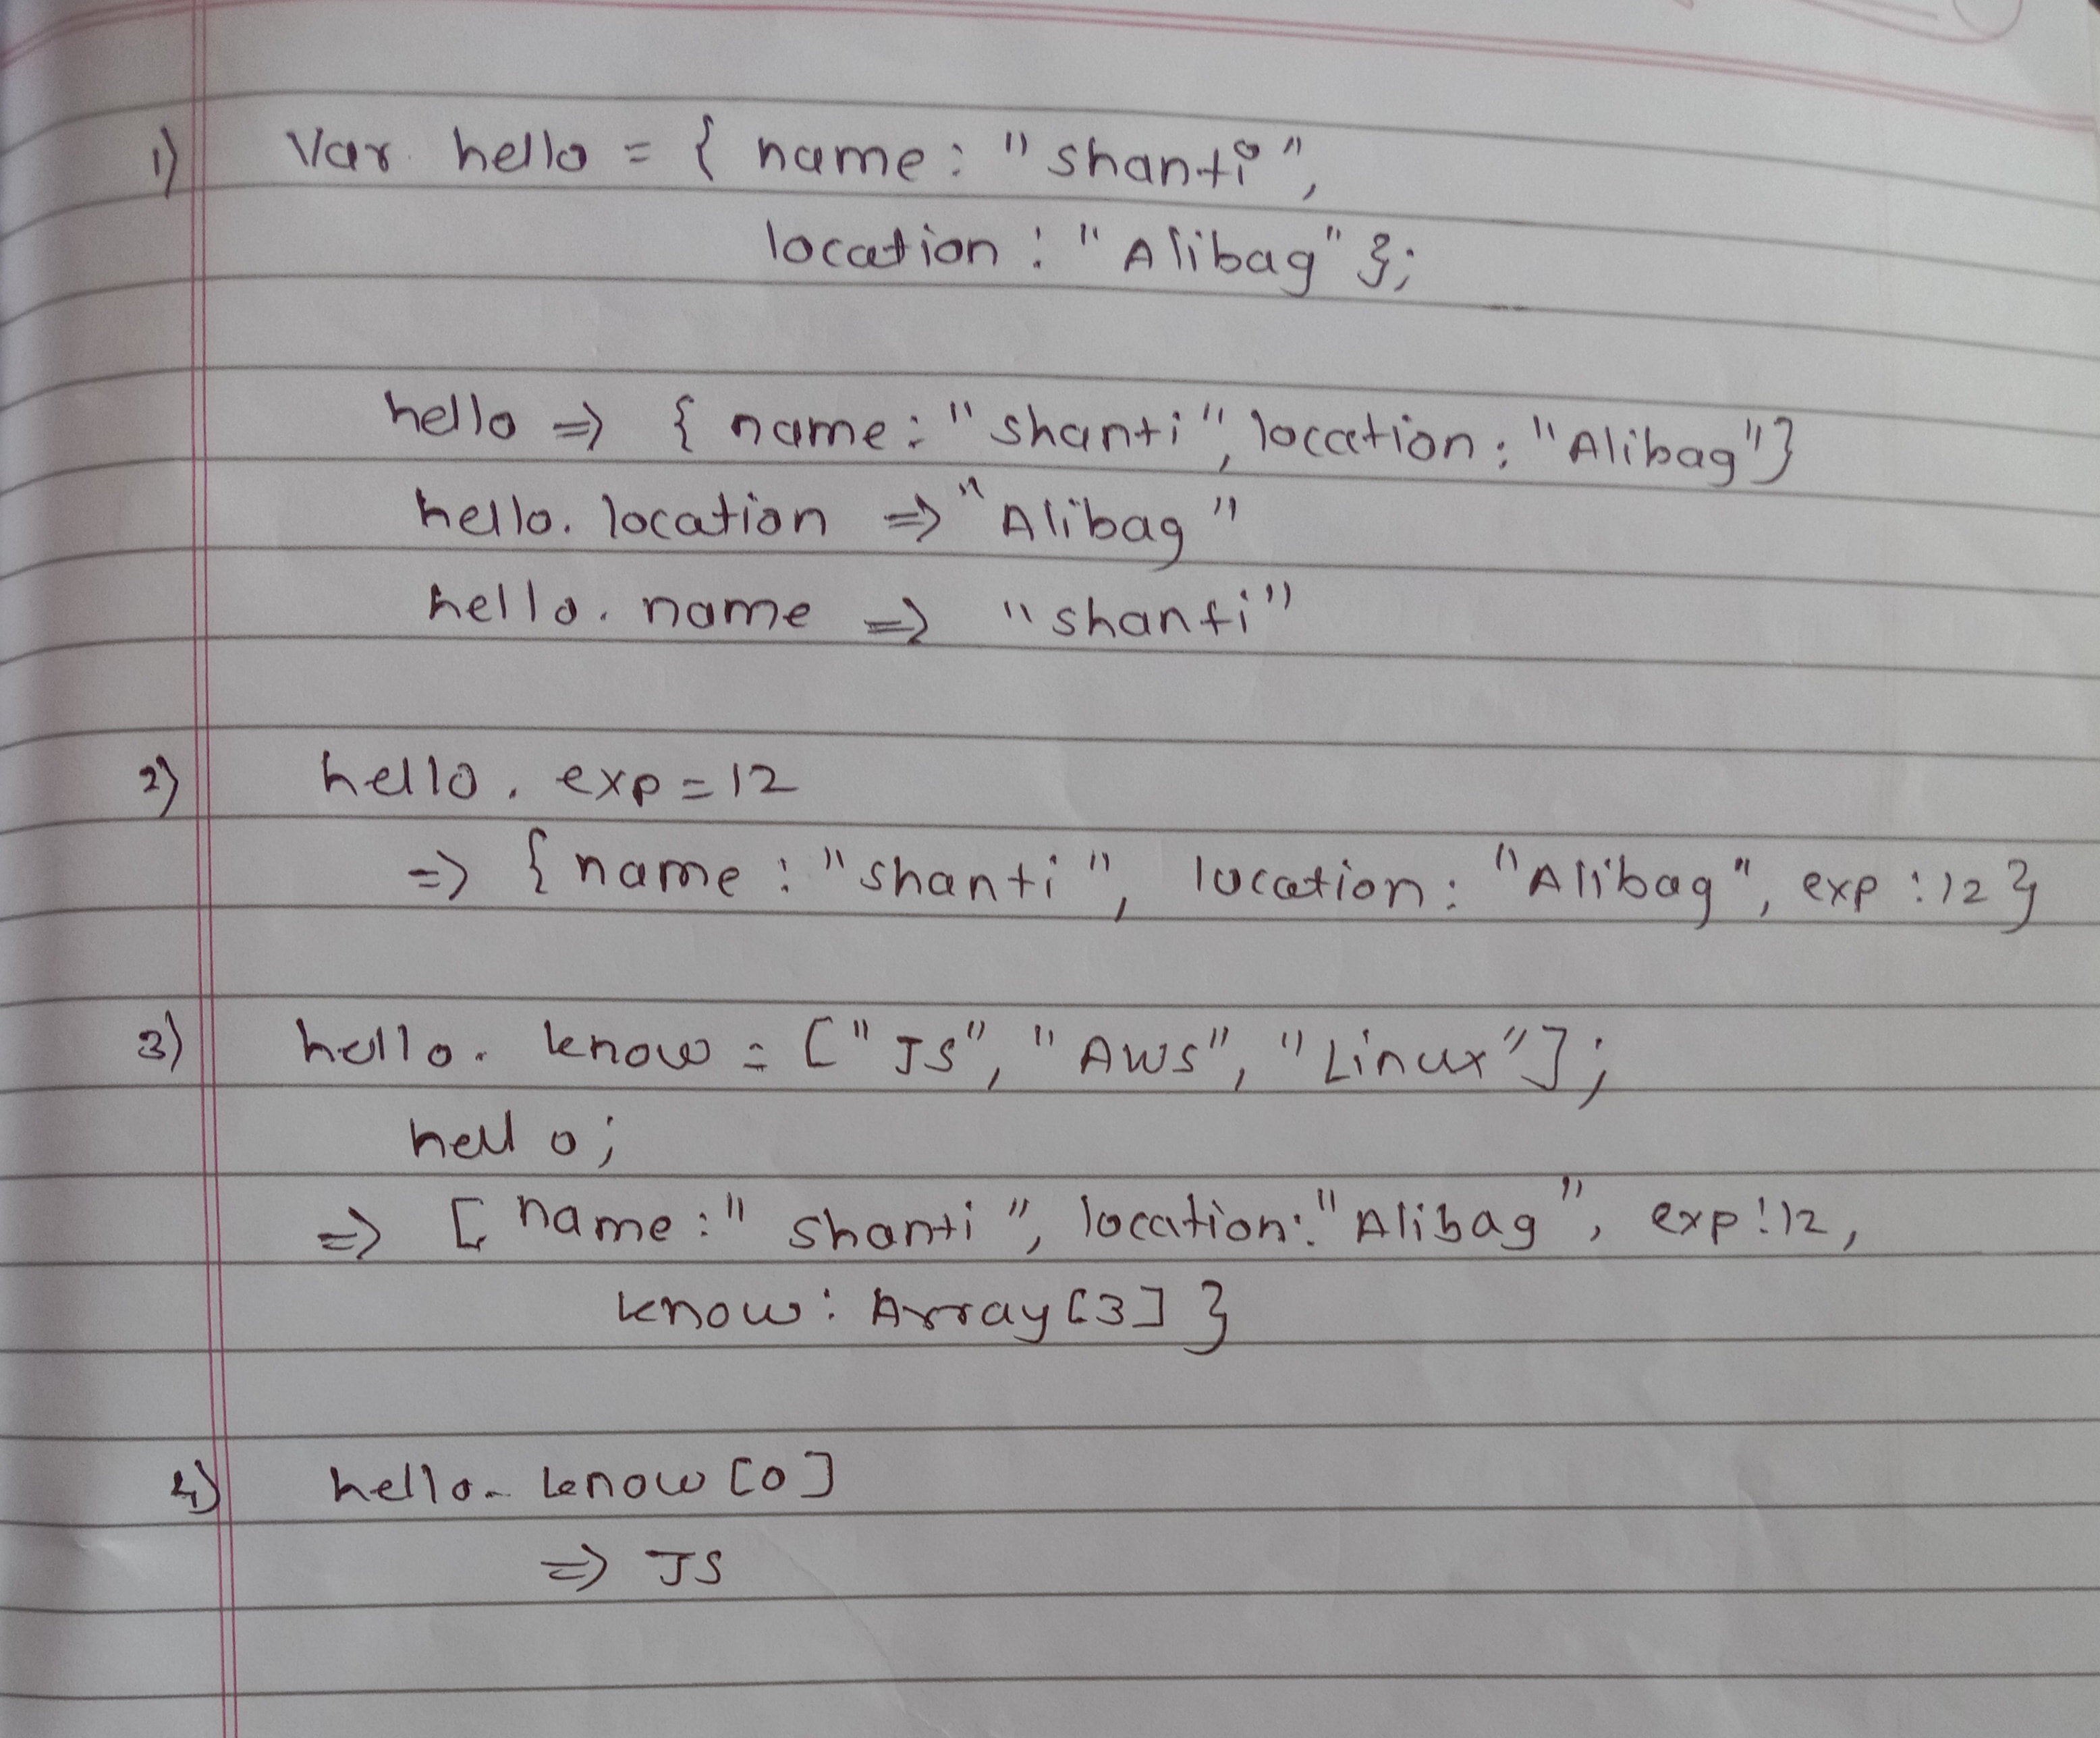 1) Var hello = { name : "shanti",
location : "Alibag" };
hello => { name : "shanti", location : "Alibag"}
hello. location => "Alibag"
hello. name => "shanti"
2) hello. exp = 12
=> { name : "shanti", location : "Alibag", exp : 12 }
3) hello. know = ["JS", "AWS", "Linux"];
hello;
=> [ name : "shanti", location : "Alibag", exp : 12,
know : Array [3] }
4) hello. know [0]
=> JS